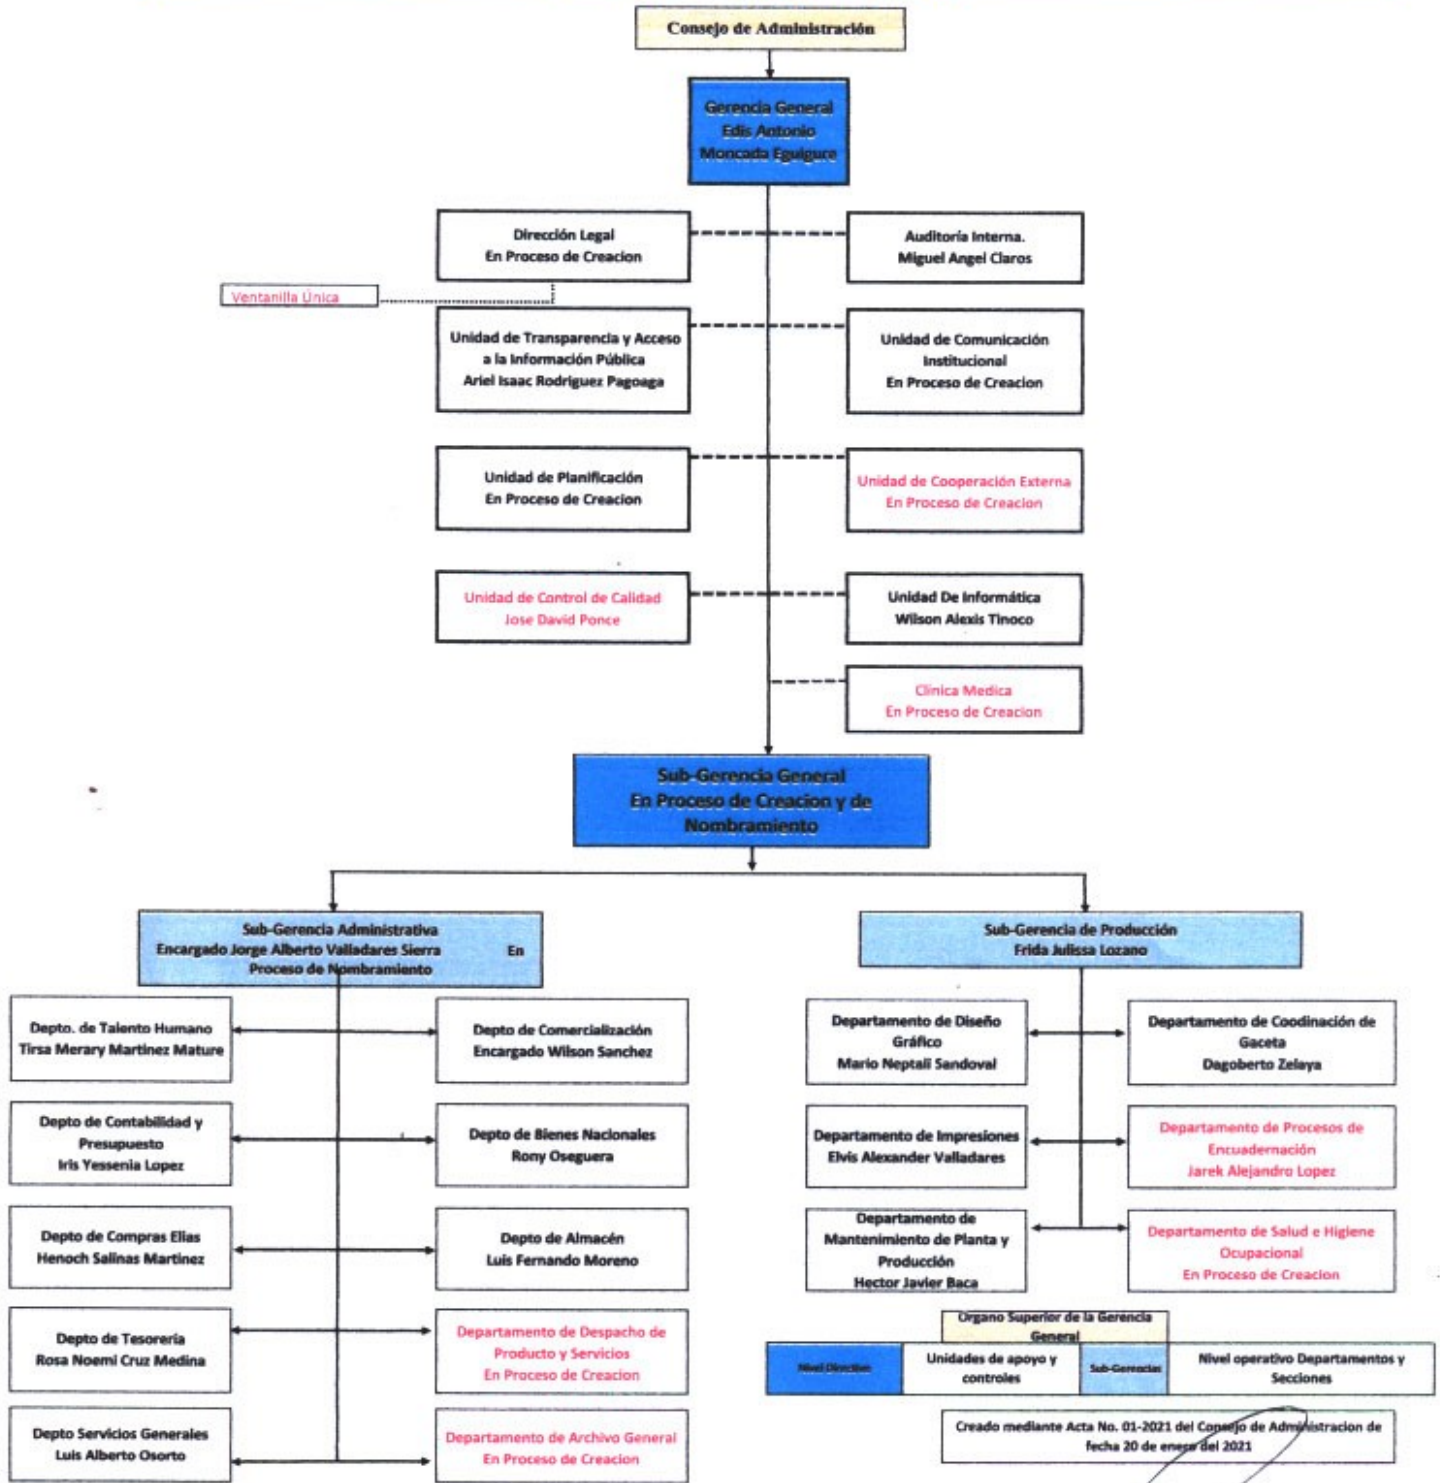 Consejo de Administración
Gerencia General
Edis Antonio
Moncada Eguigure
Dirección Legal
En Proceso de Creacion
Auditoría Interna.
Miguel Angel Claros
Ventanilla Única
Unidad de Transparencia y Acceso
a la Información Pública
Ariel Isaac Rodriguez Pagoaga
Unidad de Comunicación
Institucional
En Proceso de Creacion
Unidad de Planificación
En Proceso de Creacion
Unidad de Cooperación Externa
En Proceso de Creacion
Unidad de Control de Calidad
Jose David Ponce
Unidad De Informática
Wilson Alexis Tinoco
Clínica Medica
En Proceso de Creacion
Sub-Gerencia General
En Proceso de Creacion y de
Nombramiento
Sub-Gerencia Administrativa
Encargado Jorge Alberto Valladares Sierra En
Proceso de Nombramiento
Sub-Gerencia de Producción
Frida Julissa Lozano
Depto. de Talento Humano
Tirsa Merary Martinez Mature
Depto de Comercialización
Encargado Wilson Sanchez
Departamento de Diseño
Gráfico
Mario Neptalí Sandoval
Departamento de Coodinación de
Gaceta
Dagoberto Zelaya
Depto de Contabilidad y
Presupuesto
Iris Yessenia Lopez
Depto de Bienes Nacionales
Rony Oseguera
Departamento de Impresiones
Elvis Alexander Valladares
Departamento de Procesos de
Encuadernación
Jarek Alejandro Lopez
Depto de Compras Elias
Henoch Salinas Martinez
Depto de Almacén
Luis Fernando Moreno
Departamento de
Mantenimiento de Planta y
Producción
Hector Javier Baca
Departamento de Salud e Higiene
Ocupacional
En Proceso de Creacion
Depto de Tesorería
Rosa Noemi Cruz Medina
Departamento de Despacho de
Producto y Servicios
En Proceso de Creacion
Depto Servicios Generales
Luis Alberto Osorto
Departamento de Archivo General
En Proceso de Creacion
Organo Superior de la Gerencia
General
Nivel Directivo
Unidades de apoyo y
controles
Sub-Gerencias
Nivel operativo Departamentos y
Secciones
Creado mediante Acta No. 01-2021 del Consejo de Administracion de
fecha 20 de enero del 2021